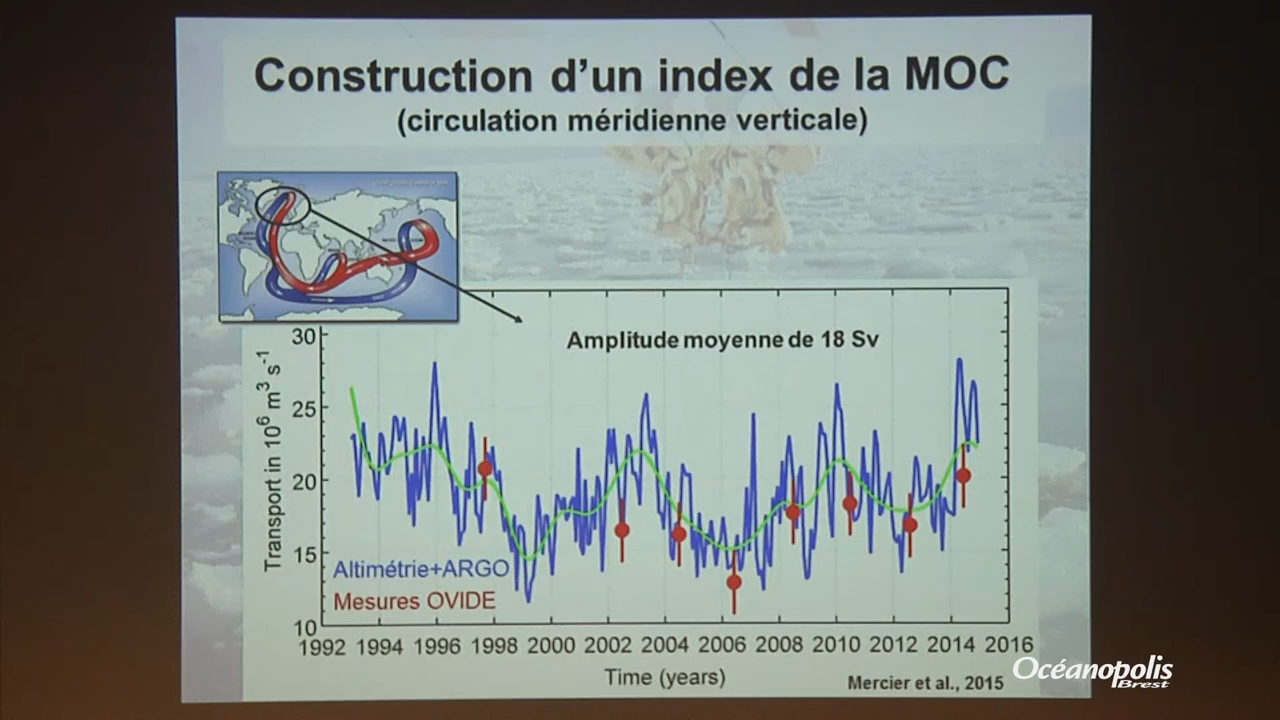 Construction d'un index de la MOC
(circulation méridienne verticale)
Amplitude moyenne de 18 Sv
Transport in 10⁶ m³ s⁻¹
30
25
20
15
10
Altimétrie+ARGO
Mesures OVIDE
1992 1994 1996 1998 2000 2002 2004 2006 2008 2010 2012 2014 2016
Time (years)
Mercier et al., 2015
Océanopolis
Brest